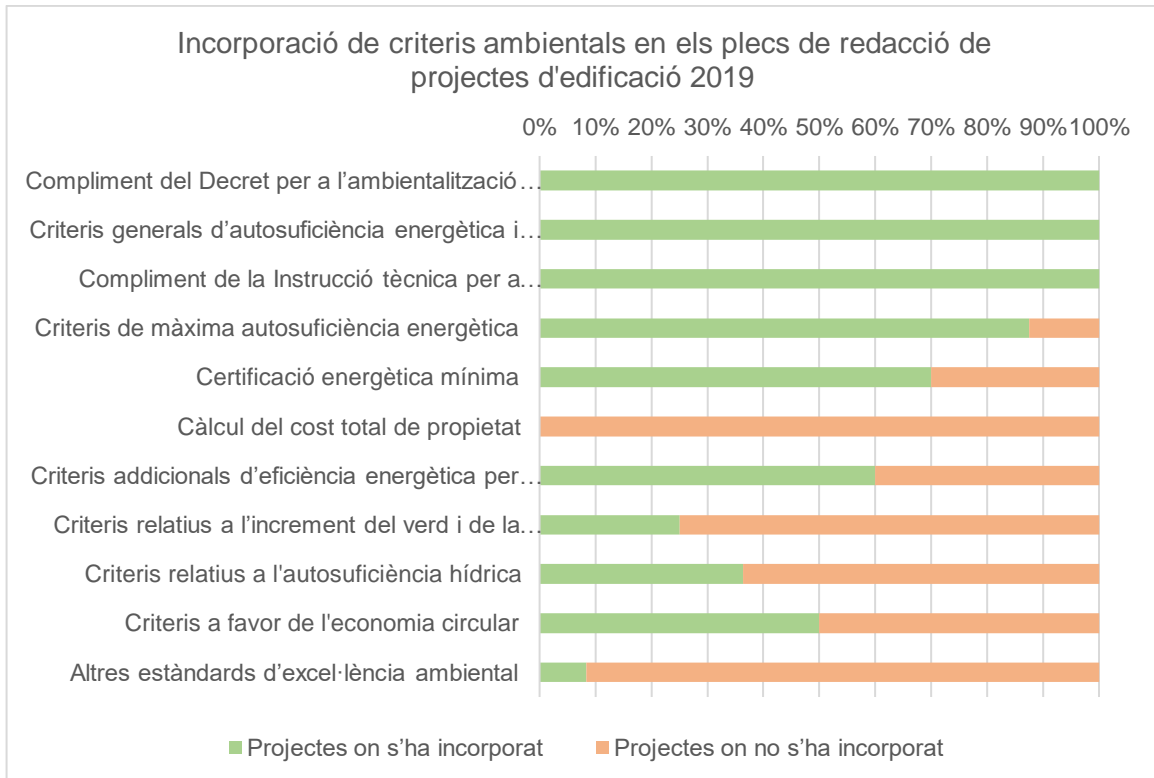 Incorporació de criteris ambientals en els plecs de redacció de
projectes d'edificació 2019
0% 10% 20% 30% 40% 50% 60% 70% 80% 90% 100%
Compliment del Decret per a l’ambientalització…
Criteris generals d’autosuficiència energètica i…
Compliment de la Instrucció tècnica per a…
Criteris de màxima autosuficiència energètica
Certificació energètica mínima
Càlcul del cost total de propietat
Criteris addicionals d’eficiència energètica per…
Criteris relatius a l’increment del verd i de la…
Criteris relatius a l'autosuficiència hídrica
Criteris a favor de l'economia circular
Altres estàndards d’excel·lència ambiental
Projectes on s’ha incorporat Projectes on no s’ha incorporat